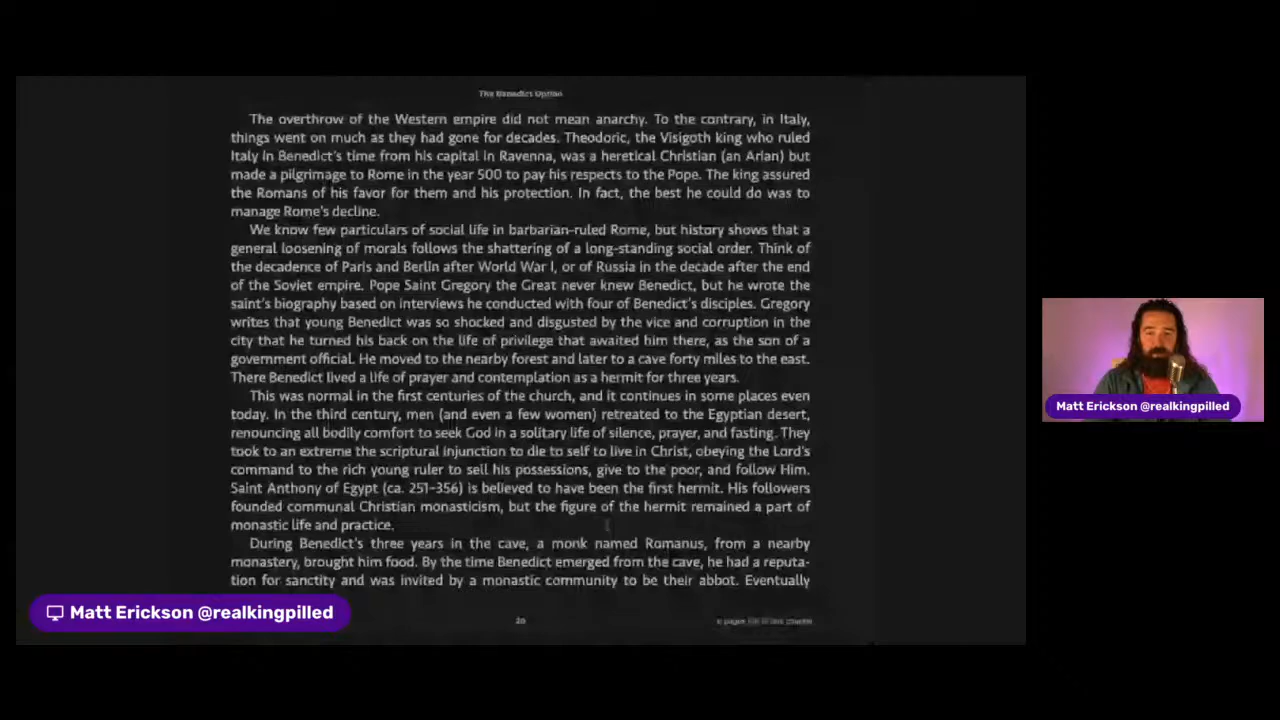 The Benedict Option
The overthrow of the Western empire did not mean anarchy. To the contrary, in Italy,
things went on much as they had gone for decades. Theodoric, the Visigoth king who ruled
Italy in Benedict's time from his capital in Ravenna, was a heretical Christian (an Arian) but
made a pilgrimage to Rome in the year 500 to pay his respects to the Pope. The king assured
the Romans of his favor for them and his protection. In fact, the best he could do was to
manage Rome's decline.
We know few particulars of social life in barbarian-ruled Rome, but history shows that a
general loosening of morals follows the shattering of a long-standing social order. Think of
the decadence of Paris and Berlin after World War I, or of Russia in the decade after the end
of the Soviet empire. Pope Saint Gregory the Great never knew Benedict, but he wrote the
saint's biography based on interviews he conducted with four of Benedict's disciples. Gregory
writes that young Benedict was so shocked and disgusted by the vice and corruption in the
city that he turned his back on the life of privilege that awaited him there, as the son of a
government official. He moved to the nearby forest and later to a cave forty miles to the east.
There Benedict lived a life of prayer and contemplation as a hermit for three years.
This was normal in the first centuries of the church, and it continues in some places even
today. In the third century, men (and even a few women) retreated to the Egyptian desert,
renouncing all bodily comfort to seek God in a solitary life of silence, prayer, and fasting. They
took to an extreme the scriptural injunction to die to self to live in Christ, obeying the Lord's
command to the rich young ruler to sell his possessions, give to the poor, and follow Him.
Saint Anthony of Egypt (ca. 251–356) is believed to have been the first hermit. His followers
founded communal Christian monasticism, but the figure of the hermit remained a part of
monastic life and practice.
During Benedict's three years in the cave, a monk named Romanus, from a nearby
monastery, brought him food. By the time Benedict emerged from the cave, he had a reputa-
tion for sanctity and was invited by a monastic community to be their abbot. Eventually
20
Matt Erickson @realkingpilled
Matt Erickson @realkingpilled